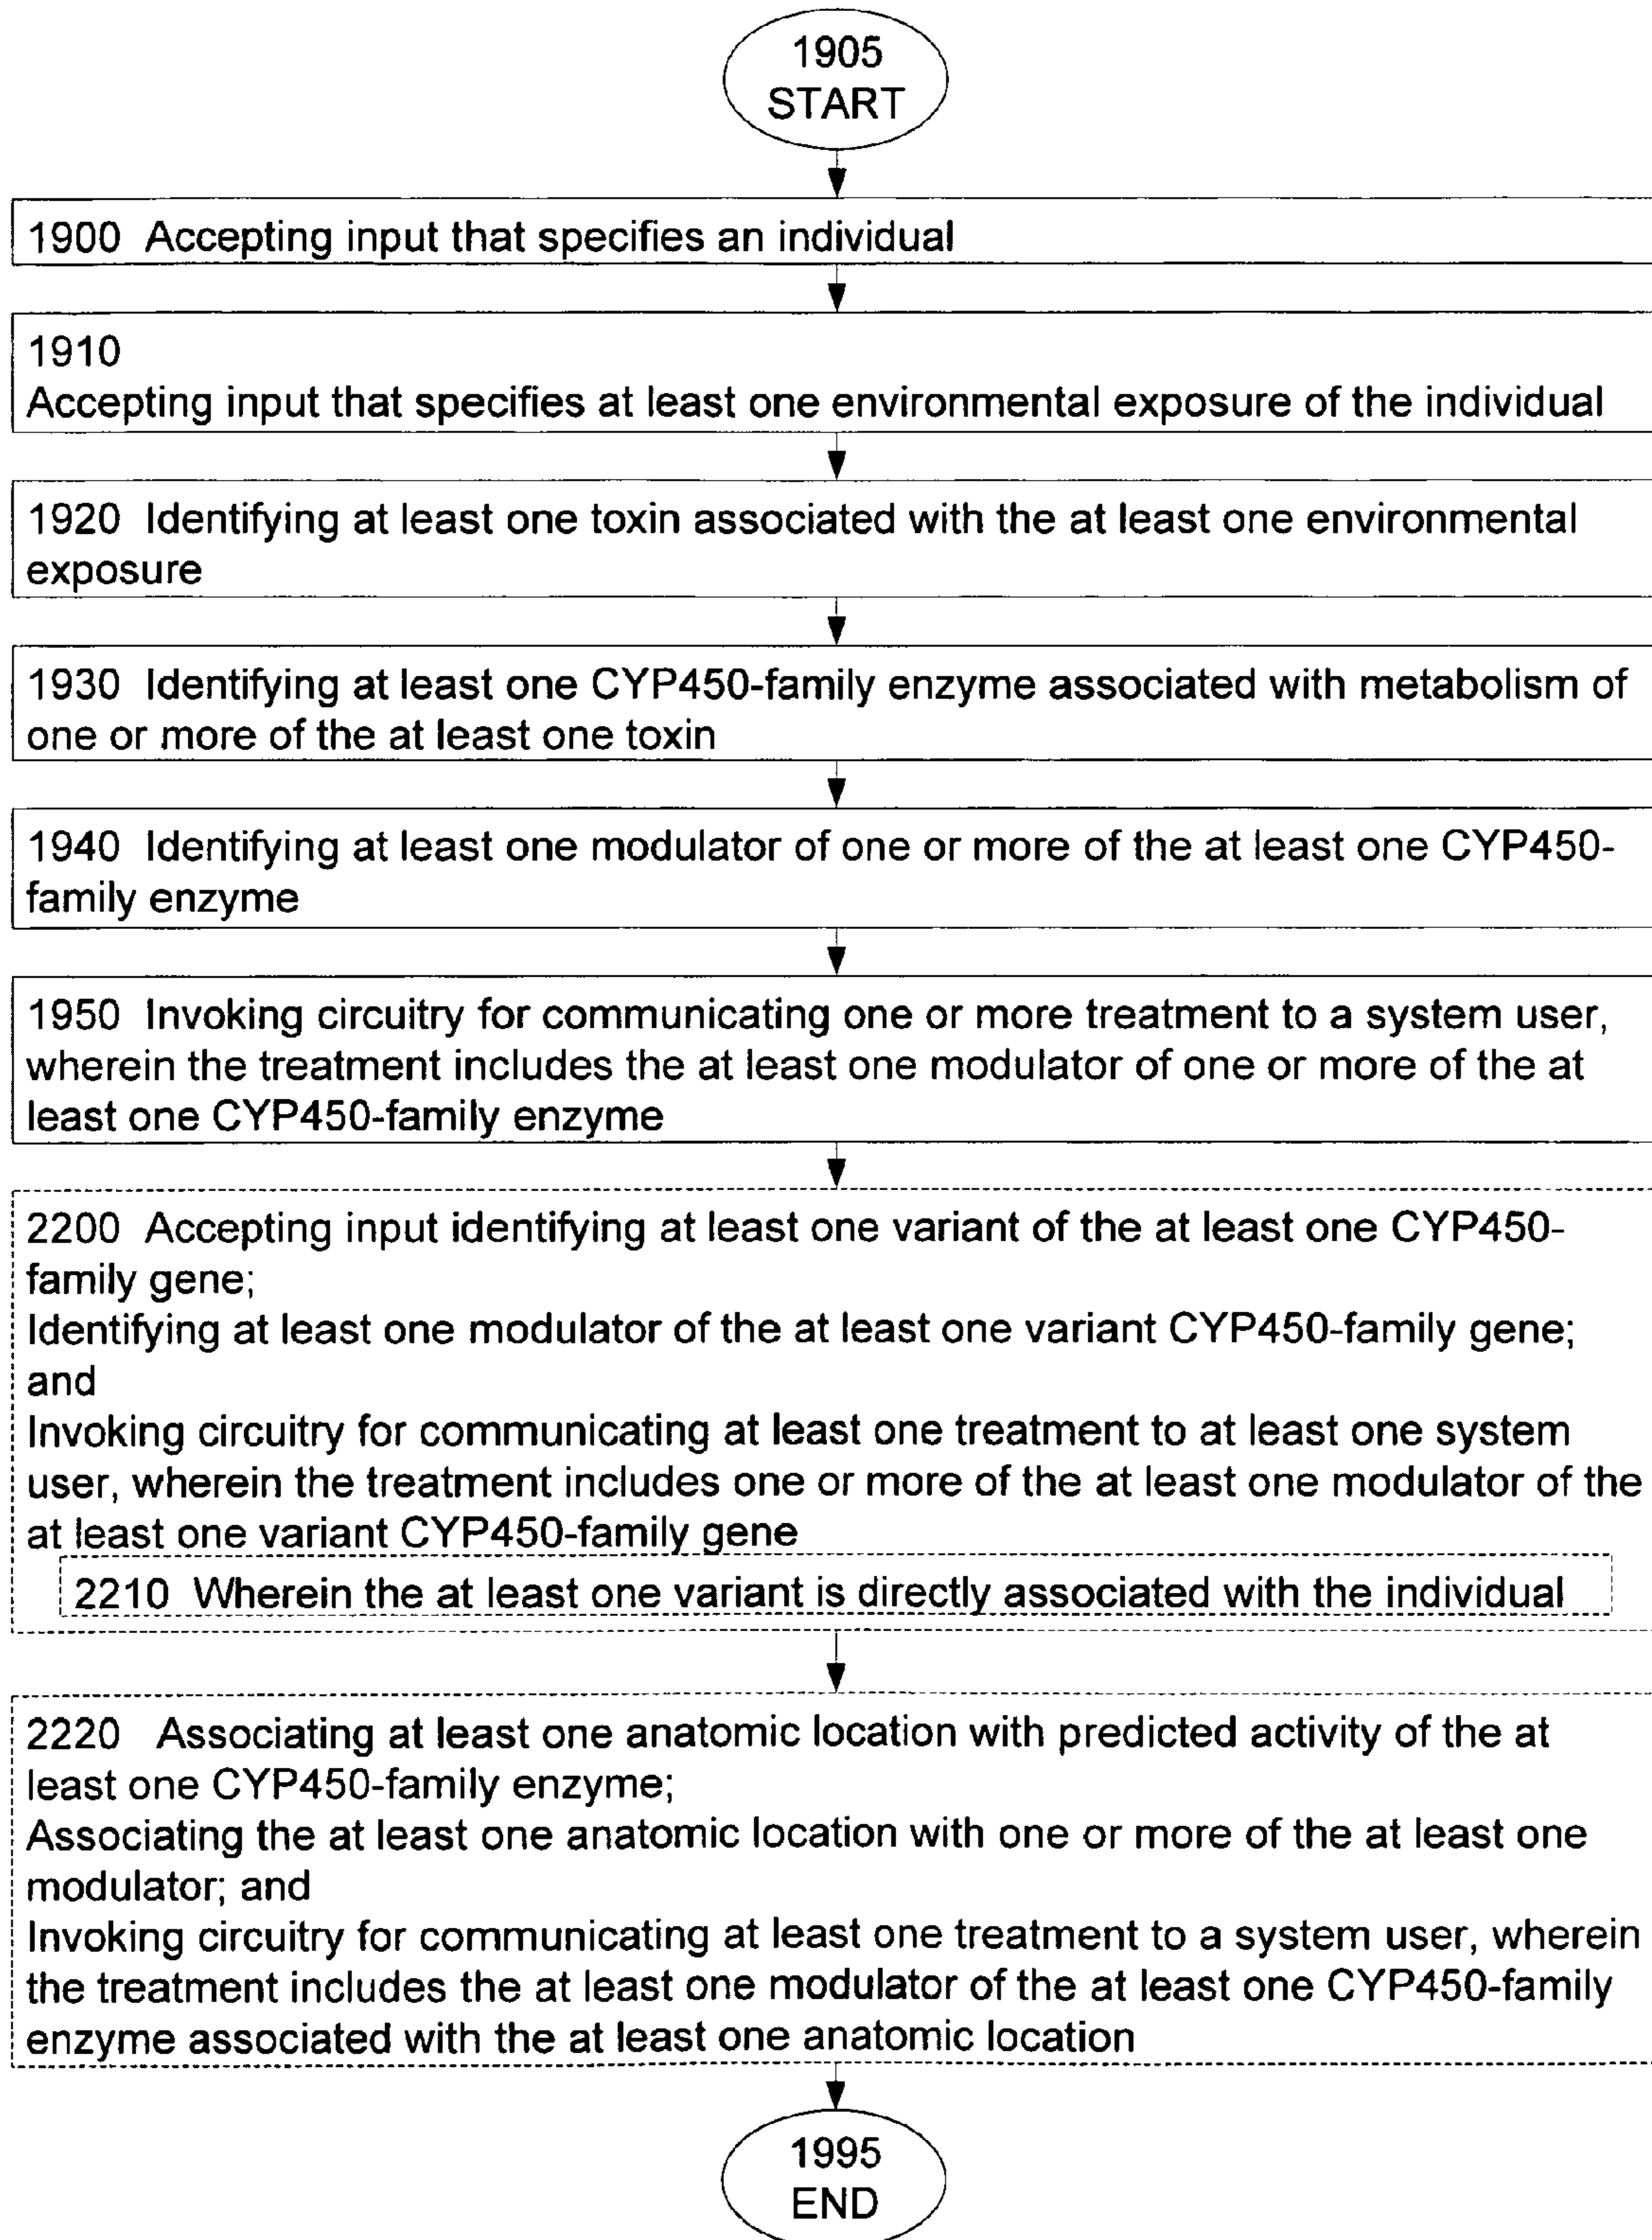 1905
START
1900 Accepting input that specifies an individual
1910
Accepting input that specifies at least one environmental exposure of the individual
1920 Identifying at least one toxin associated with the at least one environmental
exposure
1930 Identifying at least one CYP450-family enzyme associated with metabolism of
one or more of the at least one toxin
1940 Identifying at least one modulator of one or more of the at least one CYP450-
family enzyme
1950 Invoking circuitry for communicating one or more treatment to a system user,
wherein the treatment includes the at least one modulator of one or more of the at
least one CYP450-family enzyme
2200 Accepting input identifying at least one variant of the at least one CYP450-
family gene;
Identifying at least one modulator of the at least one variant CYP450-family gene;
and
Invoking circuitry for communicating at least one treatment to at least one system
user, wherein the treatment includes one or more of the at least one modulator of the
at least one variant CYP450-family gene
2210 Wherein the at least one variant is directly associated with the individual
2220 Associating at least one anatomic location with predicted activity of the at
least one CYP450-family enzyme;
Associating the at least one anatomic location with one or more of the at least one
modulator; and
Invoking circuitry for communicating at least one treatment to a system user, wherein
the treatment includes the at least one modulator of the at least one CYP450-family
enzyme associated with the at least one anatomic location
1995
END